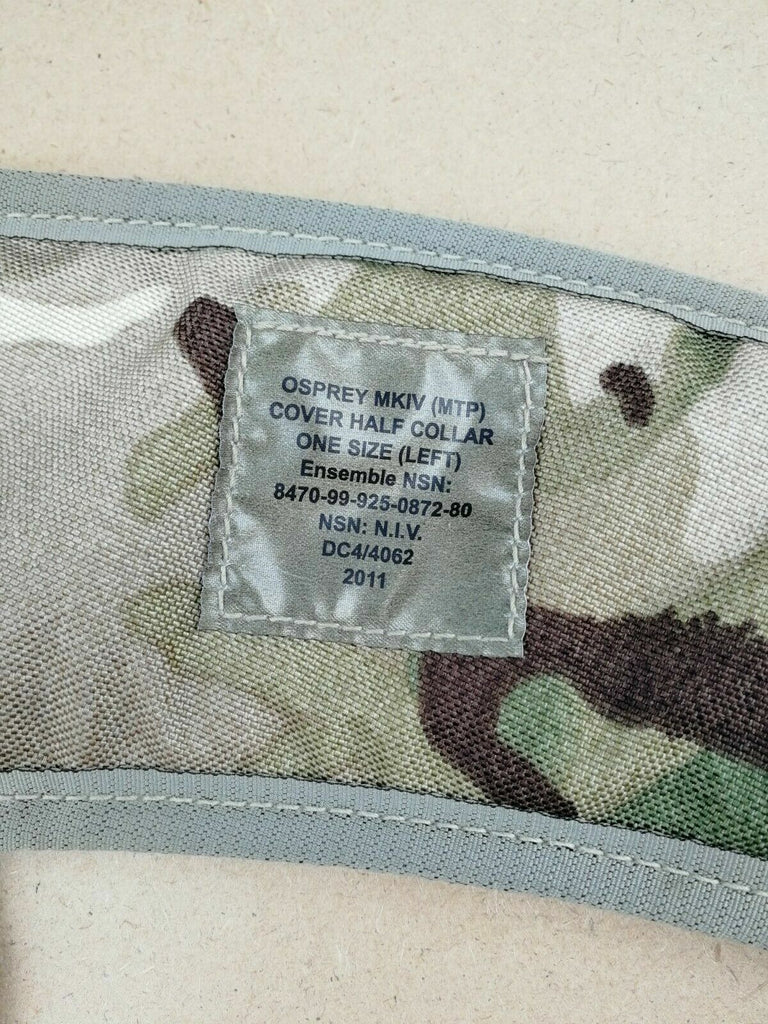 OSPREY MKIV (MTP)
COVER HALF COLLAR
ONE SIZE (LEFT)
Ensemble NSN:
8470-99-925-0872-80
NSN: N.I.V.
DC4/4062
2011